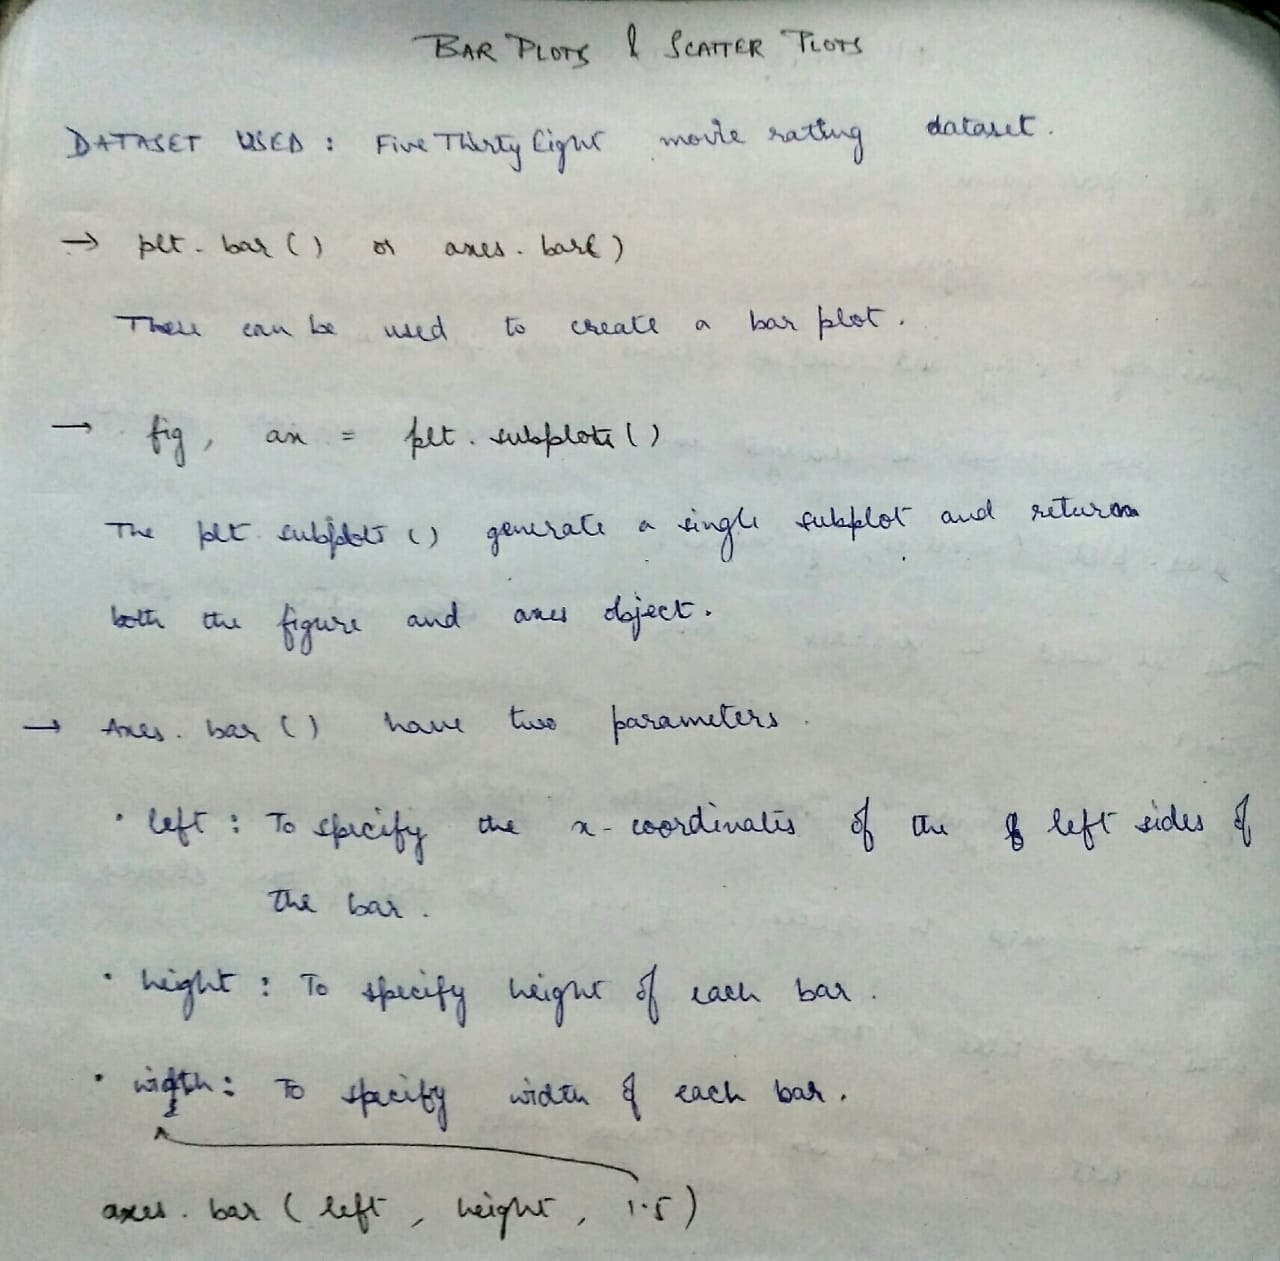 BAR PLOTS & SCATTER PLOTS
DATASET USED : FiveThirtyEight movie rating dataset.
→ plt. bar () or axes. bar()
These can be used to create a bar plot.
→ fig, ax = plt. subplots ()
The plt subplots () generate a single subplot and return
both the figure and axes object.
→ Axes. bar () have two parameters.
• left : To specify the x-coordinates of the left sides of
the bar.
• height : To specify height of each bar.
• width : To specify width of each bar.
axes. bar ( left , height , 1.5 )